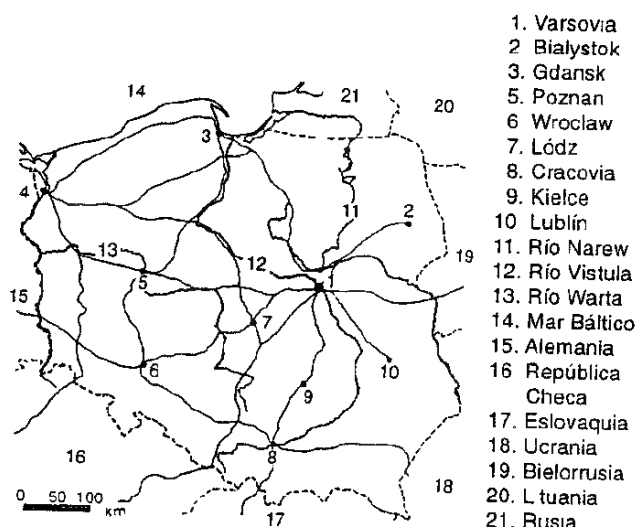 14
21
20
3
4
2
11
13
12
19
5
1
15
7
6
10
9
16
8
18
0 50 100
km
17
1. Varsovia
2 Bialystok
3. Gdansk
5. Poznan
6 Wroclaw
7. Lódz
8. Cracovia
9. Kielce
10 Lublín
11. Río Narew
12. Río Vistula
13. Río Warta
14. Mar Báltico
15. Alemania
16 República
Checa
17. Eslovaquia
18. Ucrania
19. Bielorrusia
20. L tuania
21. Rusia